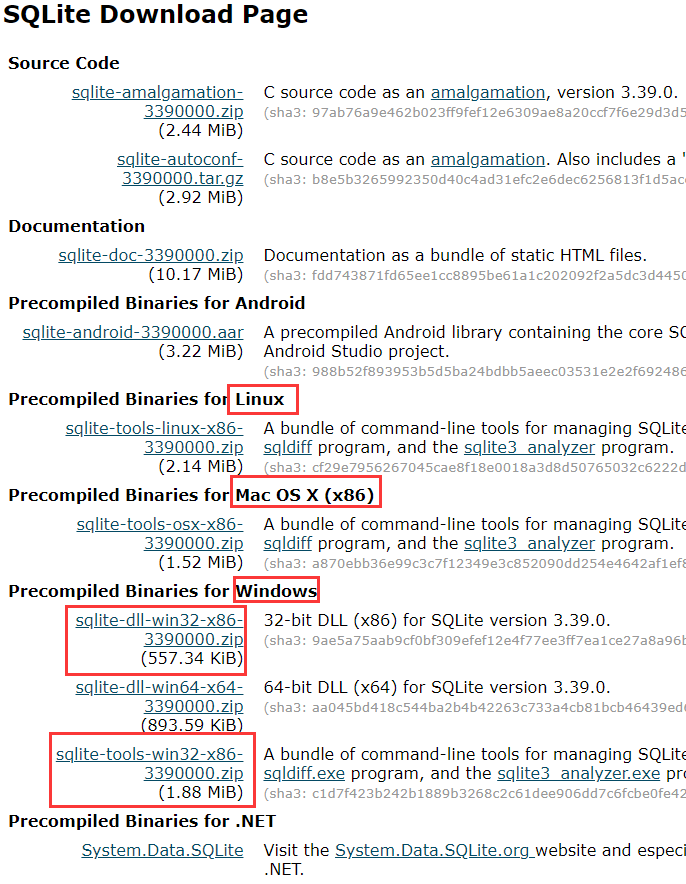 SQLite Download Page
Source Code
sqlite-amalgamation-
3390000.zip
(2.44 MiB)
C source code as an amalgamation, version 3.39.0.
(sha3: 97ab76a9e462b023ff9fef12e6309ae8a20ccf7f6e29d3d5
sqlite-autoconf-
3390000.tar.gz
(2.92 MiB)
C source code as an amalgamation. Also includes a "
(sha3: b8e5b3265992350d40c4ad31efc2e6dec6256813f1d5acc
Documentation
sqlite-doc-3390000.zip
(10.17 MiB)
Documentation as a bundle of static HTML files.
(sha3: fdd743871fd65ee1cc8895be61a1c202092f2a5dc3d4450
Precompiled Binaries for Android
sqlite-android-3390000.aar
(3.22 MiB)
A precompiled Android library containing the core SQ
Android Studio project.
(sha3: 988b52f893953b5d5ba24bdbb5aeec03531e2e2f692486
Precompiled Binaries for Linux
sqlite-tools-linux-x86-
3390000.zip
(2.14 MiB)
A bundle of command-line tools for managing SQLite
sqldiff program, and the sqlite3_analyzer program.
(sha3: cf29e7956267045cae8f18e0018a3d8d50765032c6222d
Precompiled Binaries for Mac OS X (x86)
sqlite-tools-osx-x86-
3390000.zip
(1.52 MiB)
A bundle of command-line tools for managing SQLite
sqldiff program, and the sqlite3_analyzer program.
(sha3: a870ebb36e99c3c7f12349e3c852090dd254e4642af1ef8
Precompiled Binaries for Windows
sqlite-dll-win32-x86-
3390000.zip
(557.34 KiB)
32-bit DLL (x86) for SQLite version 3.39.0.
(sha3: 9ae5a75aab9cf0bf309efef12e4f77ee3ff7ea1ce27a8a96b
sqlite-dll-win64-x64-
3390000.zip
(893.59 KiB)
64-bit DLL (x64) for SQLite version 3.39.0.
(sha3: aa045bd418c544ba2b4b42263c733a4cb81bcb46439ed6
sqlite-tools-win32-x86-
3390000.zip
(1.88 MiB)
A bundle of command-line tools for managing SQLite
sqldiff.exe program, and the sqlite3_analyzer.exe pro
(sha3: c1d7f423b242b1889b3268c2c61dee906dd7c6fcbe0fe42
Precompiled Binaries for .NET
System.Data.SQLite
Visit the System.Data.SQLite.org website and especi
.NET.